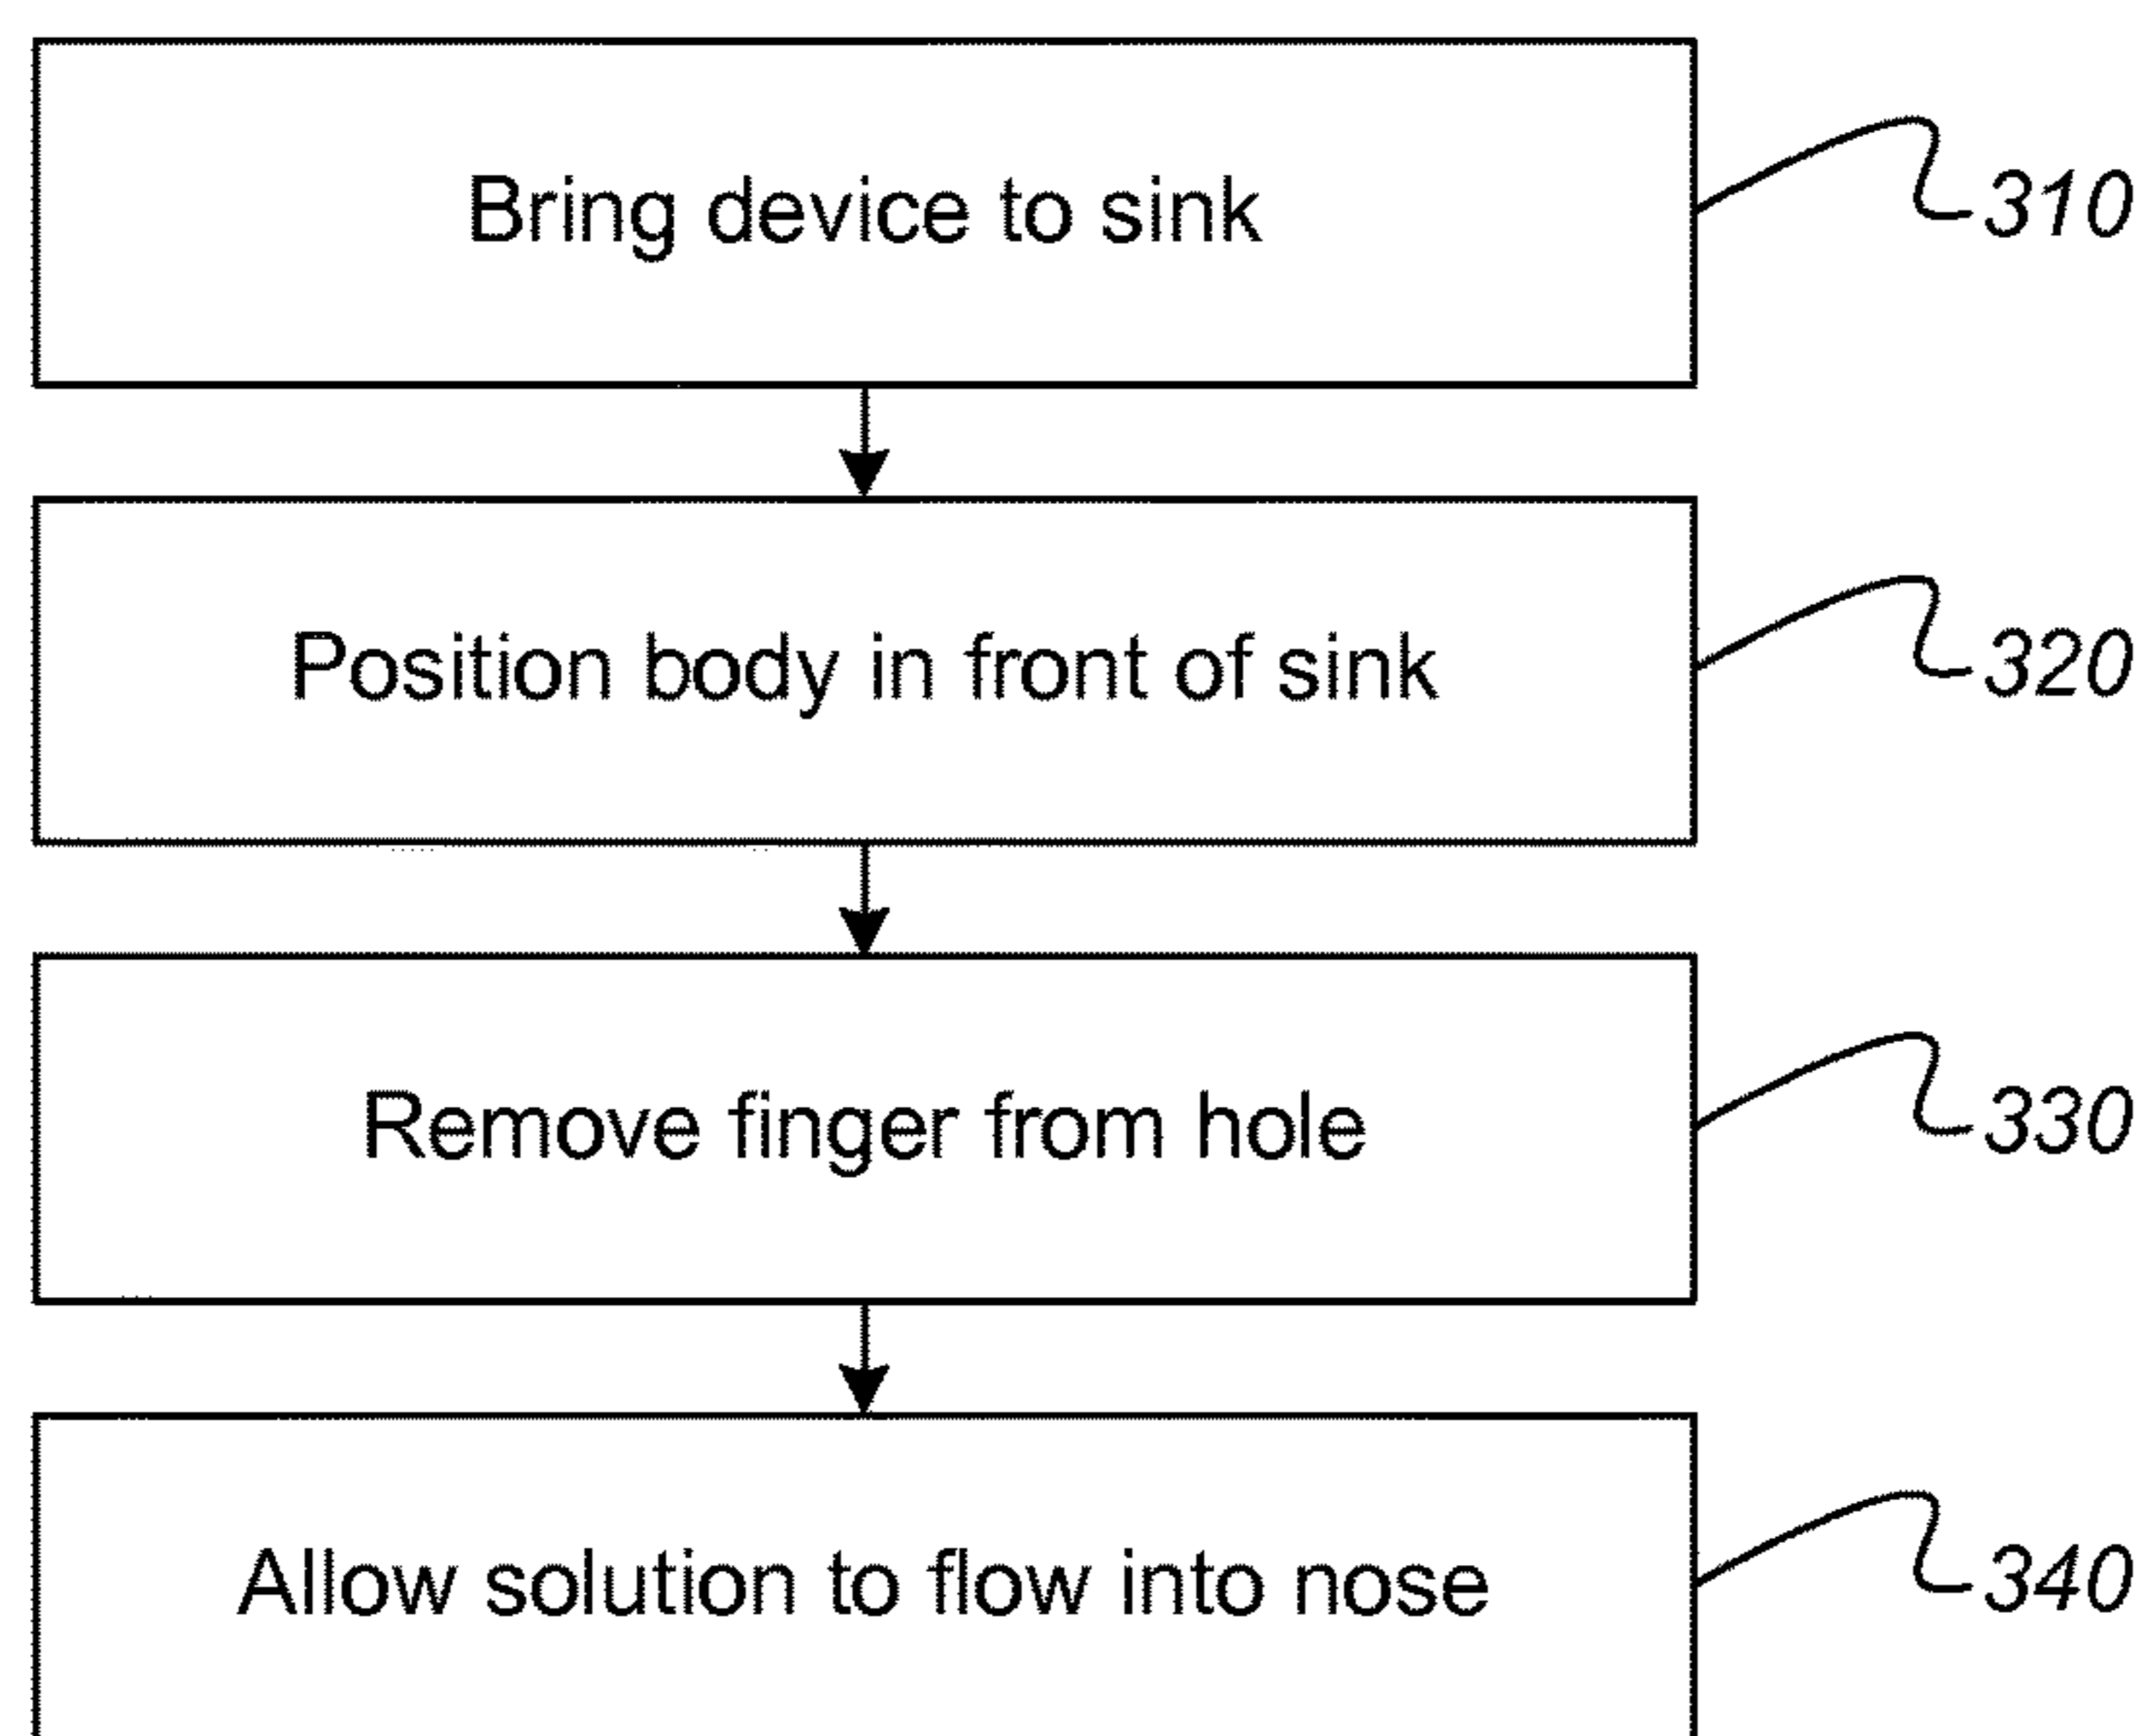 Bring device to sink
310
Position body in front of sink
320
Remove finger from hole
330
Allow solution to flow into nose
340